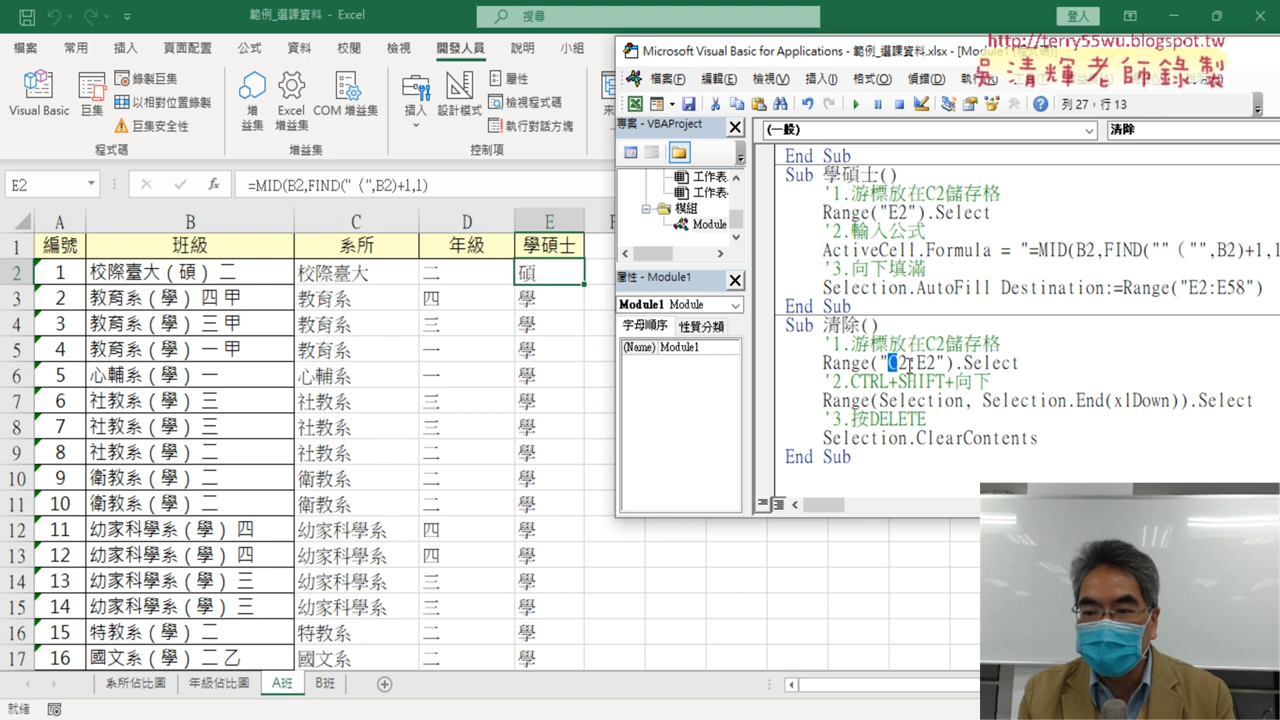 範例_選課資料 - Excel
搜尋
登入
檔案 常用 插入 頁面配置 公式 資料 校閱 檢視 開發人員 說明 小組
Visual Basic
巨集
錄製巨集
以相對位置錄製
巨集安全性
程式碼
增益集
Excel 增益集
COM 增益集
增益集
插入
設計模式
屬性
檢視程式碼
執行對話方塊
控制項
E2
=MID(B2,FIND("（",B2)+1,1)
A B C D E
1 編號 班級 系所 年級 學碩士
2 1 校際臺大（碩）二 校際臺大 二 碩
3 2 教育系（學）四甲 教育系 四 學
4 3 教育系（學）三甲 教育系 三 學
5 4 教育系（學）一甲 教育系 一 學
6 5 心輔系（學）一 心輔系 一 學
7 6 社教系（學）三 社教系 三 學
8 7 社教系（學）三 社教系 三 學
9 8 社教系（學）二 社教系 二 學
10 9 衛教系（學）二 衛教系 二 學
11 10 衛教系（學）二 衛教系 二 學
12 11 幼家科學系（學）四 幼家科學系 四 學
13 12 幼家科學系（學）四 幼家科學系 四 學
14 13 幼家科學系（學）三 幼家科學系 三 學
15 14 幼家科學系（學）三 幼家科學系 三 學
16 15 特教系（學）二 特教系 二 學
17 16 國文系（學）二乙 國文系 二 學
系所佔比圖 年級佔比圖 A班 B班
就緒
Microsoft Visual Basic for Applications - 範例_選課資料.xlsx - [Module1
http://terry55wu.blogspot.tw
吳清輝老師錄製
檔案(F) 編輯(E) 檢視(V) 插入(I) 格式(O) 偵錯(D)
列 27，行 13
專案 - VBAProject
工作表
工作表
模組
Module
屬性 - Module1
Module1 Module
字母順序 性質分類
(Name) Module1
(一般)
清除
End Sub
Sub 學碩士()
'1.游標放在C2儲存格
Range("E2").Select
'2.輸入公式
ActiveCell.Formula = "=MID(B2,FIND(""（"",B2)+1,1
'3.向下填滿
Selection.AutoFill Destination:=Range("E2:E58")
End Sub
Sub 清除()
'1.游標放在C2儲存格
Range("C2:E2").Select
'2.CTRL+SHIFT+向下
Range(Selection, Selection.End(xlDown)).Select
'3.按DELETE
Selection.ClearContents
End Sub